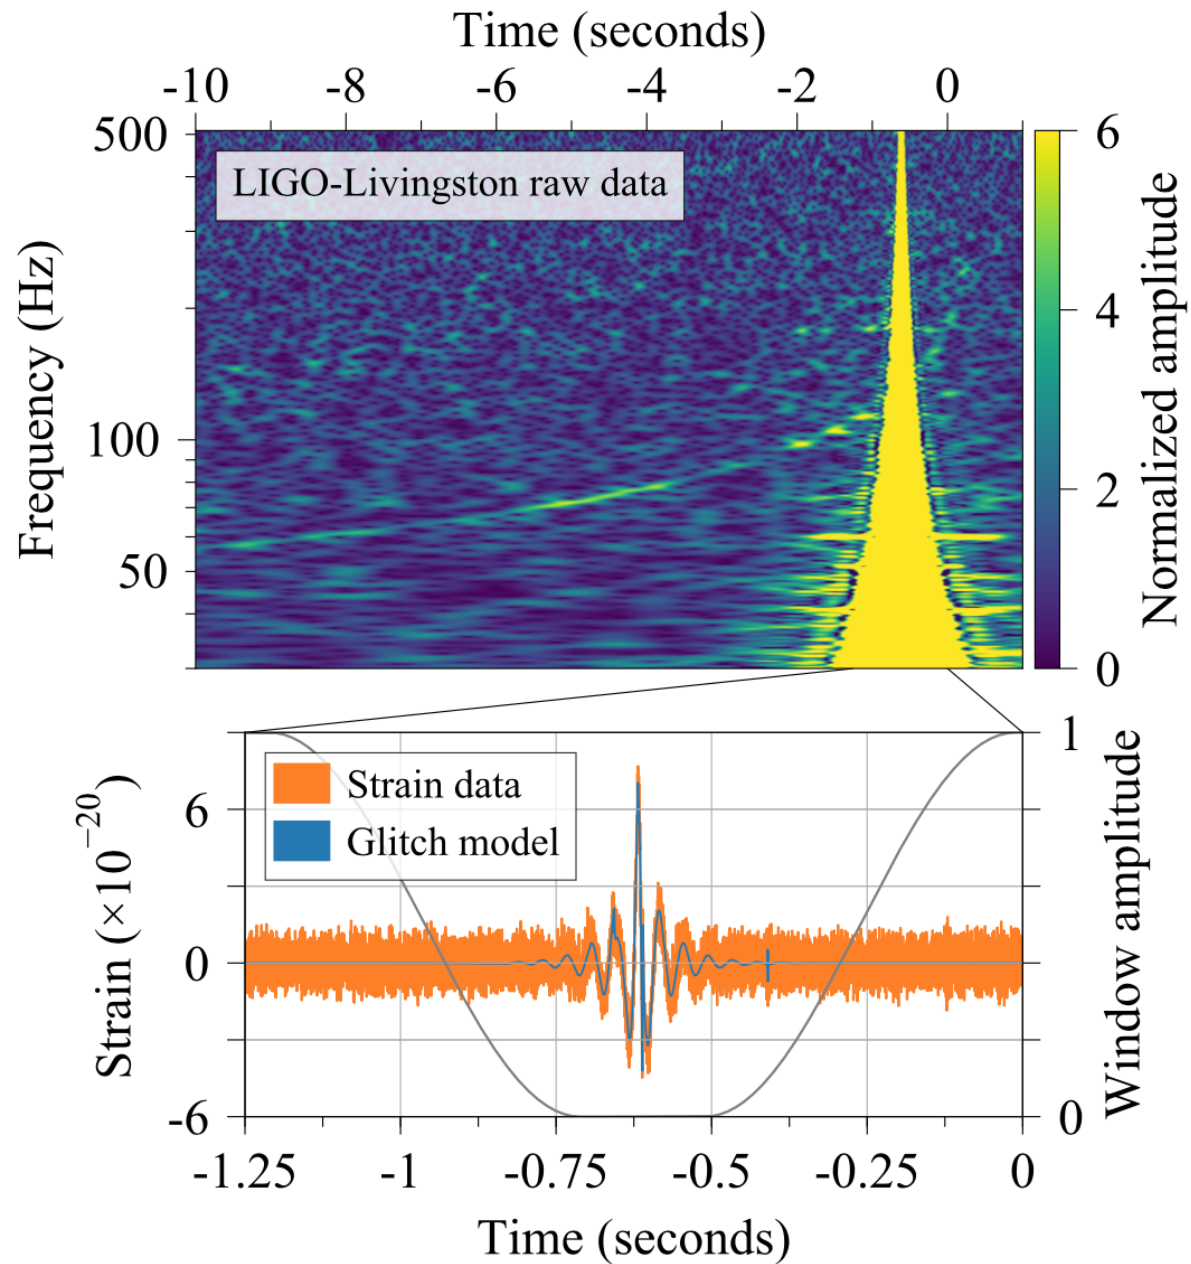 Time (seconds)
-10 -8 -6 -4 -2 0
500
100
50
Frequency (Hz)
LIGO-Livingston raw data
6
4
2
0
Normalized amplitude
Strain data
Glitch model
6
0
-6
Strain (×10⁻²⁰)
1
0
Window amplitude
-1.25 -1 -0.75 -0.5 -0.25 0
Time (seconds)